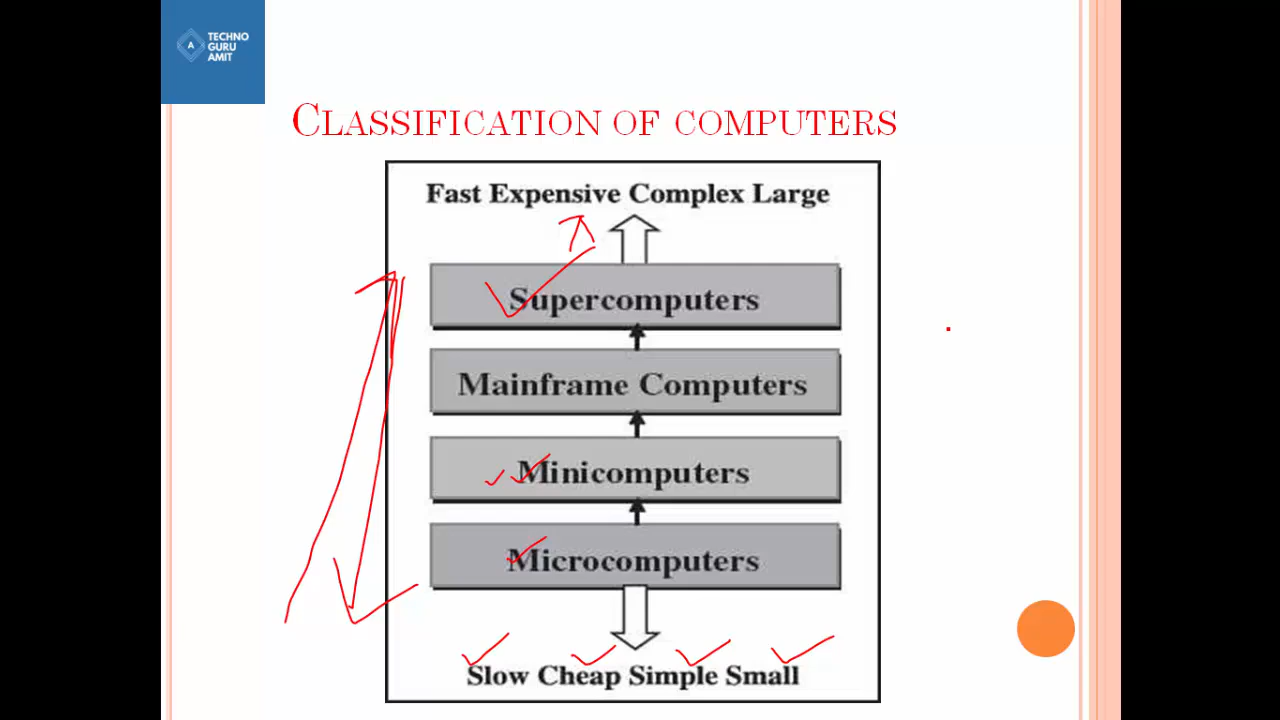 TECHNO
GURU
AMIT
A
CLASSIFICATION OF COMPUTERS
Fast Expensive Complex Large
Supercomputers
Mainframe Computers
Minicomputers
Microcomputers
Slow Cheap Simple Small